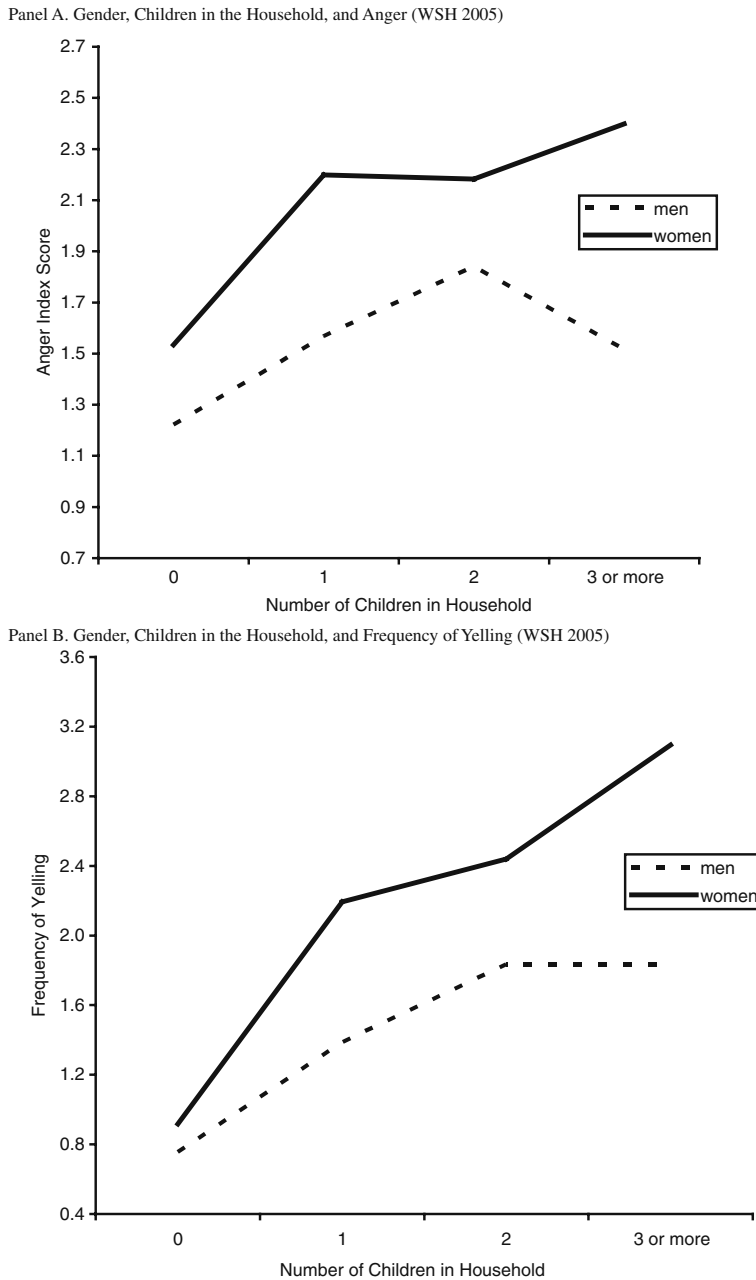 Panel A. Gender, Children in the Household, and Anger (WSH 2005)
2.7
2.5
2.3
2.1
1.9
1.7
1.5
1.3
1.1
0.9
0.7
Anger Index Score
men
women
0 1 2 3 or more
Number of Children in Household
Panel B. Gender, Children in the Household, and Frequency of Yelling (WSH 2005)
3.6
3.2
2.8
2.4
2.0
1.6
1.2
0.8
0.4
Frequency of Yelling
men
women
0 1 2 3 or more
Number of Children in Household